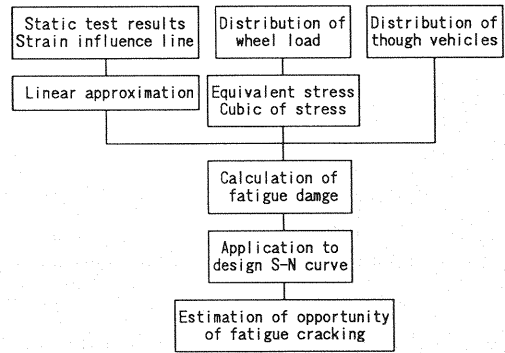 Static test results
Strain influence line
Distribution of
wheel load
Distribution of
though vehicles
Linear approximation
Equivalent stress
Cubic of stress
Calculation of
fatigue damge
Application to
design S-N curve
Estimation of opportunity
of fatigue cracking